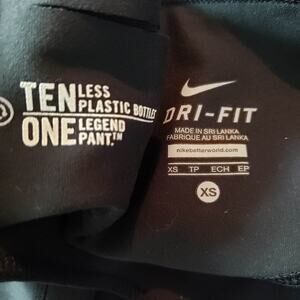 TEN LESS
PLASTIC BOTTLES
ONE LEGEND
PANT.™
DRI-FIT
MADE IN SRI LANKA
FABRIQUE AU SRI LANKA
nikebetterworld.com
XS TP ECH EP
XS